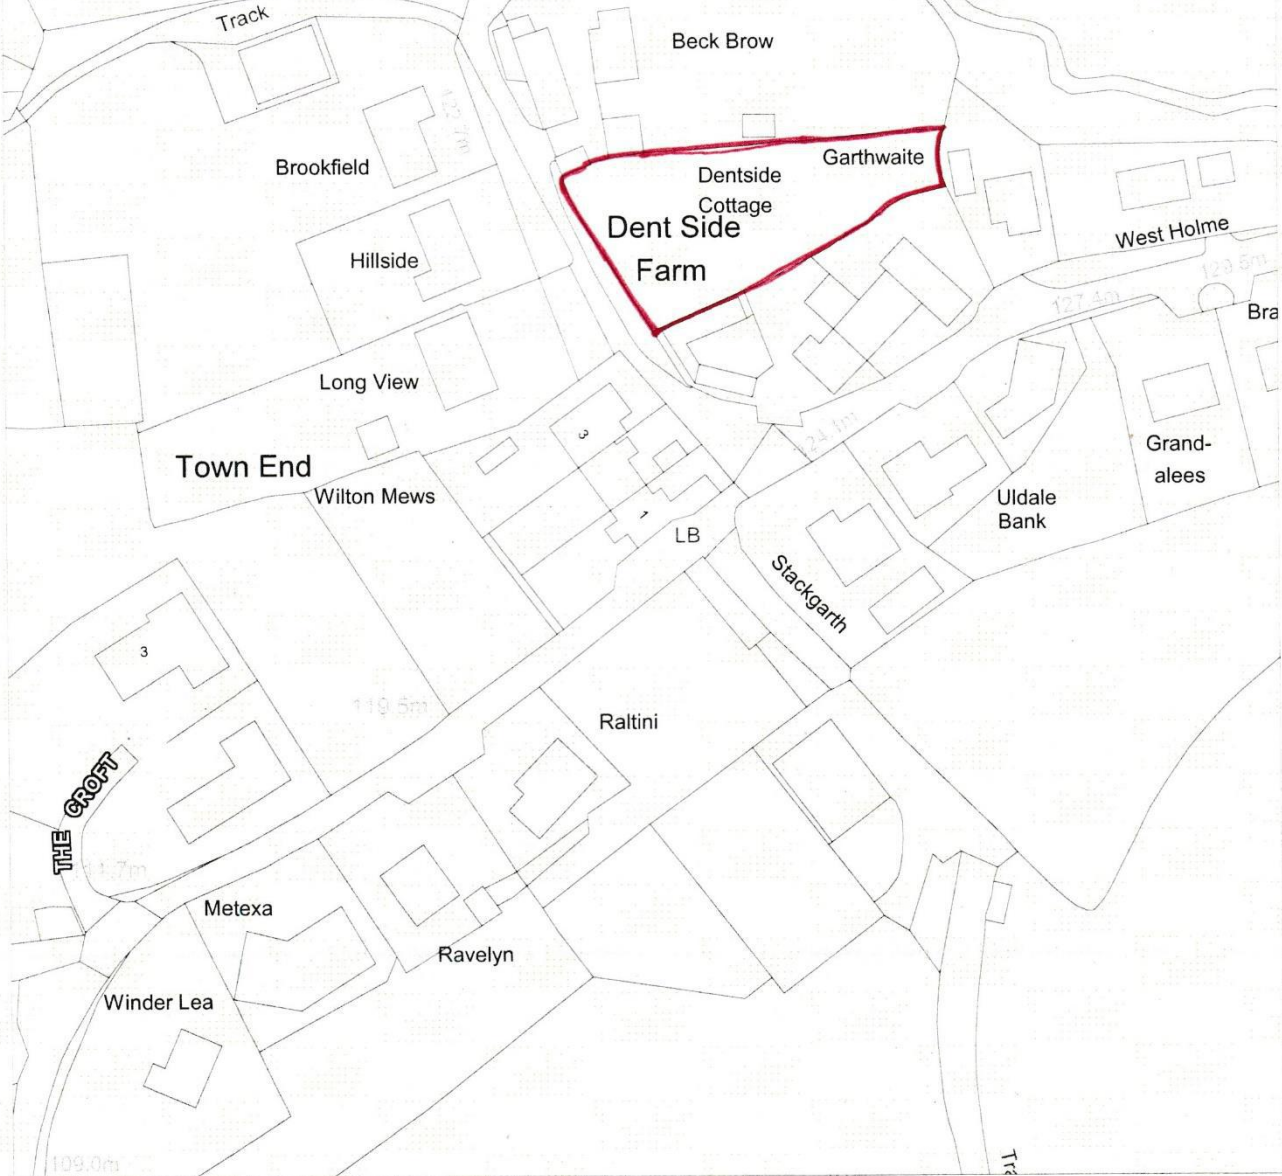 Track
Beck Brow
122.7m
Brookfield
Garthwaite
Dentside
Cottage
Dent Side
Farm
West Holme
Hillside
129.5m
127.4m
Bra
Long View
3
124.1m
Grand-
alees
Town End
Wilton Mews
Uldale
Bank
1
LB
Stackgarth
3
119.5m
Raltini
THE CROFT
Metexa
Ravelyn
Winder Lea
109.0m
Tra